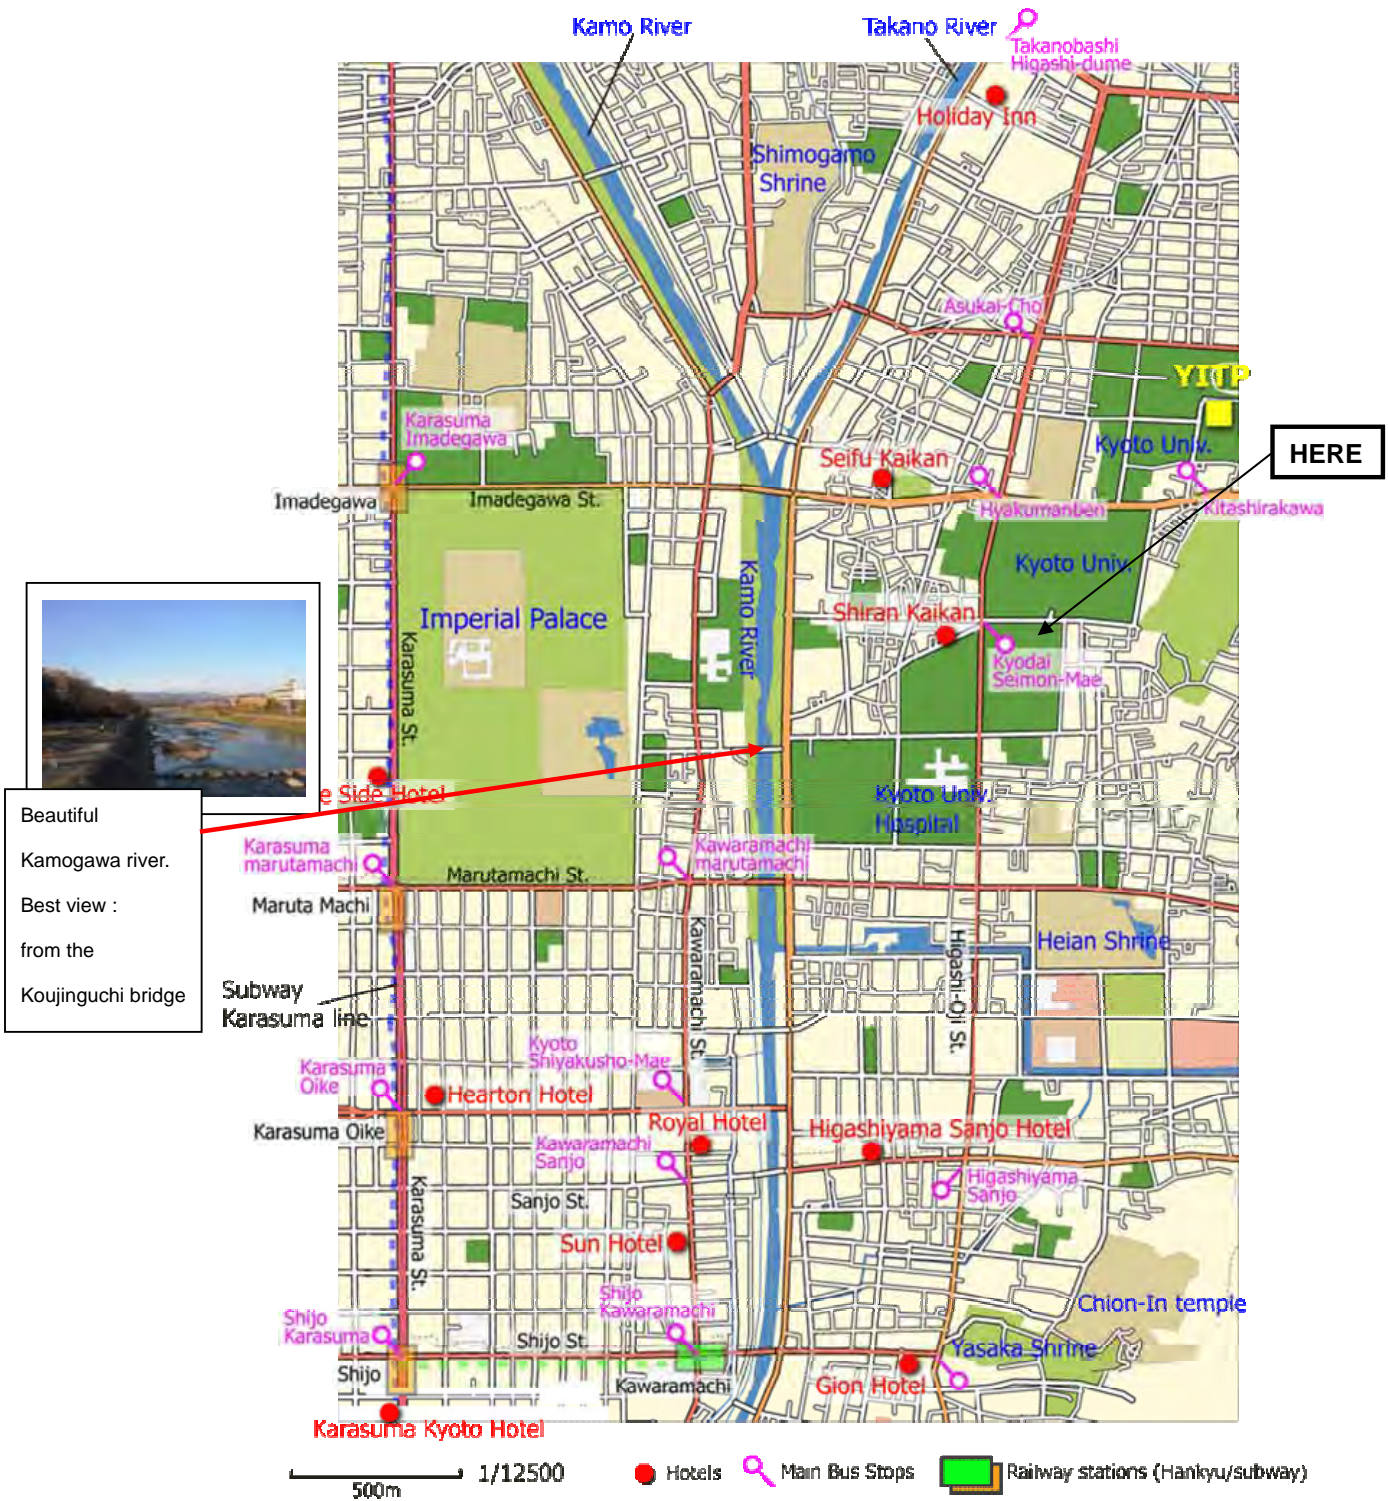 Kamo River
Takano River
Takanobashi
Higashi-dume
Holiday Inn
Shimogamo
Shrine
Asukai-Cho
YITP
Karasuma
Imadegawa
Kyoto Univ.
HERE
Seifu Kaikan
Imadegawa
Imadegawa St.
Hyakumanben
Kitashirakawa
Kyoto Univ.
Kamo River
Imperial Palace
Shiran Kaikan
Karasuma St.
Kyodai
Seimon-Mae
e Side Hotel
Kyoto Univ.
Hospital
Beautiful
Kamogawa river.
Best view :
from the
Koujinguchi bridge
Karasuma
marutamachi
Kawaramachi
marutamachi
Marutamachi St.
Maruta Machi
Kawaramachi St.
Higashi-Oji St.
Heian Shrine
Subway
Karasuma line
Kyoto
Shiyakusho-Mae
Karasuma
Oike
Hearton Hotel
Royal Hotel
Higashiyama Sanjo Hotel
Karasuma Oike
Kawaramachi
Sanjo
Higashiyama
Sanjo
Karasuma St.
Sanjo St.
Sun Hotel
Shijo
Kawaramachi
Chion-In temple
Shijo
Karasuma
Shijo St.
Yasaka Shrine
Shijo
Kawaramachi
Gion Hotel
Karasuma Kyoto Hotel
1/12500
500m
Hotels
Main Bus Stops
Railway stations (Hankyu/subway)